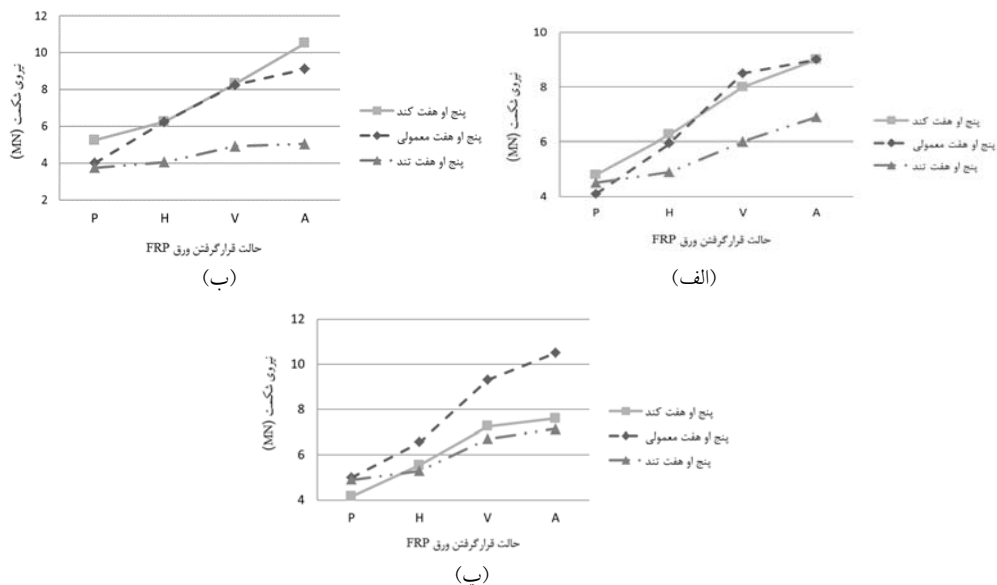 10
8
6
4
نیروی شکست (MN)
P
H
V
A
حالت قرارگرفتن ورق FRP
پنج او هفت کند
پنج او هفت معمولی
پنج او هفت تند
(الف)
12
10
8
6
4
2
نیروی شکست (MN)
P
H
V
A
حالت قرارگرفتن ورق FRP
پنج او هفت کند
پنج او هفت معمولی
پنج او هفت تند
(ب)
12
10
8
6
4
نیروی شکست (MN)
P
H
V
A
حالت قرارگرفتن ورق FRP
پنج او هفت کند
پنج او هفت معمولی
پنج او هفت تند
(پ)